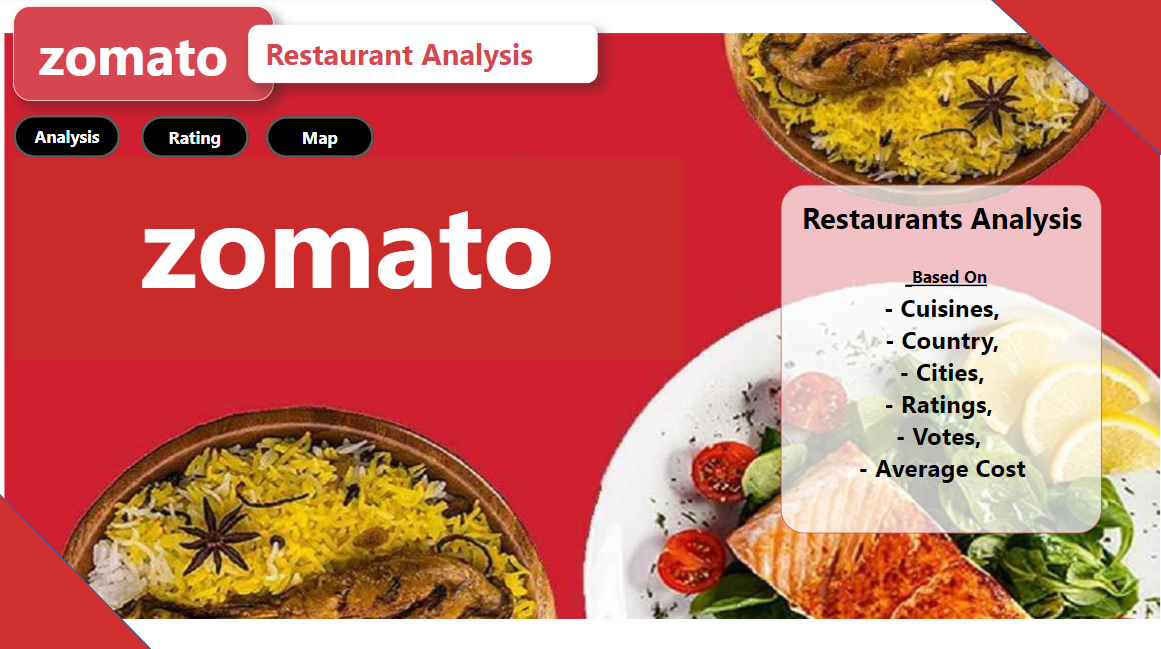 zomato
Restaurant Analysis
Analysis
Rating
Map
zomato
Restaurants Analysis
Based On
- Cuisines,
- Country,
- Cities,
- Ratings,
- Votes,
- Average Cost